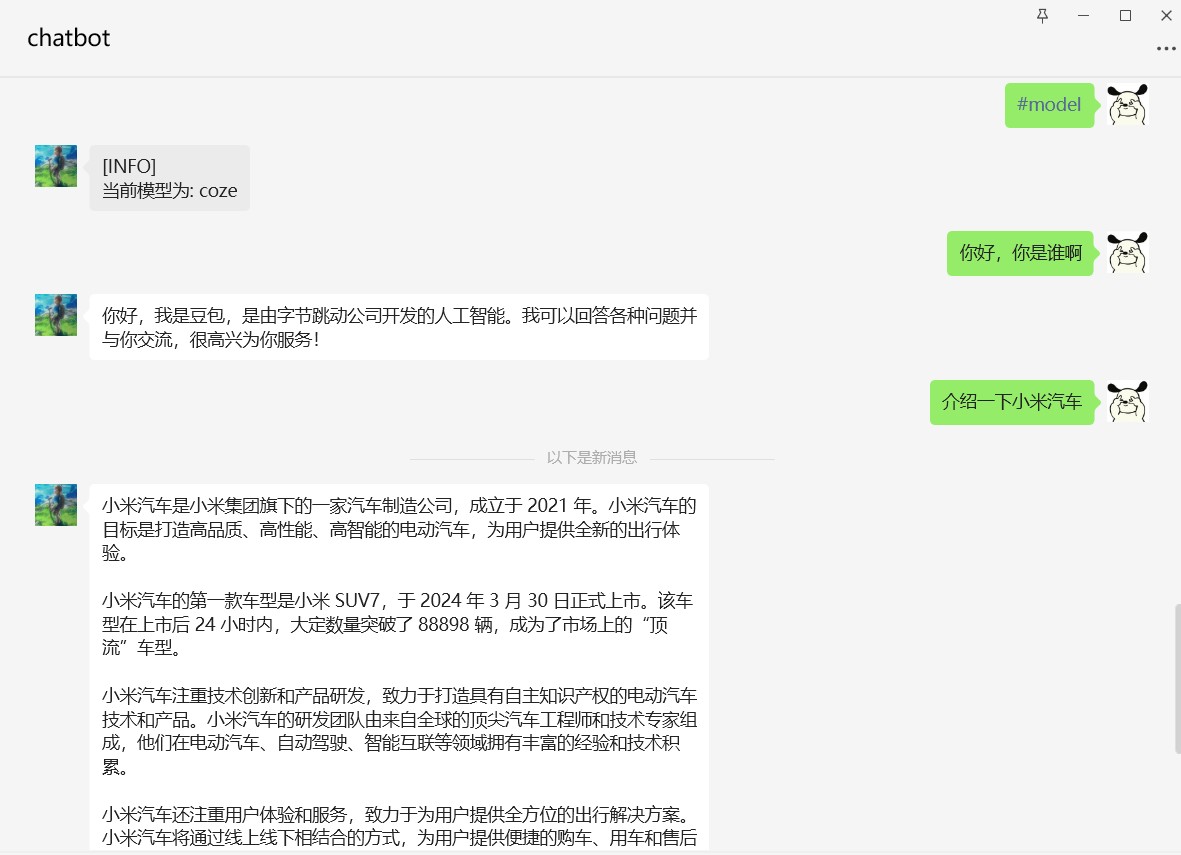 chatbot
#model
[INFO]
当前模型为: coze
你好，你是谁啊
你好，我是豆包，是由字节跳动公司开发的人工智能。我可以回答各种问题并
与你交流，很高兴为你服务！
介绍一下小米汽车
以下是新消息
小米汽车是小米集团旗下的一家汽车制造公司，成立于 2021 年。小米汽车的
目标是打造高品质、高性能、高智能的电动汽车，为用户提供全新的出行体
验。
小米汽车的第一款车型是小米 SUV7，于 2024 年 3 月 30 日正式上市。该车
型在上市后 24 小时内，大定数量突破了 88898 辆，成为了市场上的“顶
流”车型。
小米汽车注重技术创新和产品研发，致力于打造具有自主知识产权的电动汽车
技术和产品。小米汽车的研发团队由来自全球的顶尖汽车工程师和技术专家组
成，他们在电动汽车、自动驾驶、智能互联等领域拥有丰富的经验和技术积
累。
小米汽车还注重用户体验和服务，致力于为用户提供全方位的出行解决方案。
小米汽车将通过线上线下相结合的方式，为用户提供便捷的购车、用车和售后